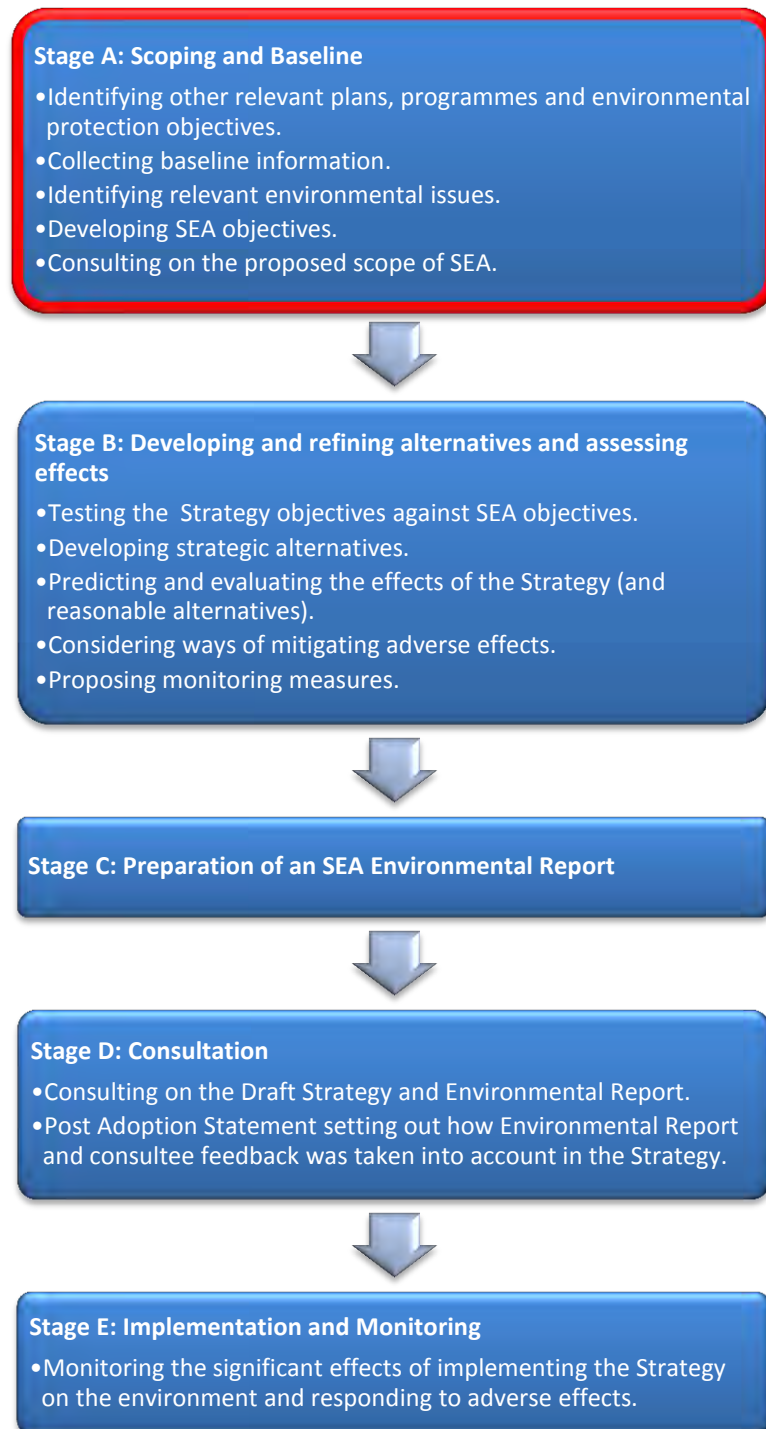 Stage A: Scoping and Baseline
•Identifying other relevant plans, programmes and environmental
protection objectives.
•Collecting baseline information.
•Identifying relevant environmental issues.
•Developing SEA objectives.
•Consulting on the proposed scope of SEA.
Stage B: Developing and refining alternatives and assessing
effects
•Testing the Strategy objectives against SEA objectives.
•Developing strategic alternatives.
•Predicting and evaluating the effects of the Strategy (and
reasonable alternatives).
•Considering ways of mitigating adverse effects.
•Proposing monitoring measures.
Stage C: Preparation of an SEA Environmental Report
Stage D: Consultation
•Consulting on the Draft Strategy and Environmental Report.
•Post Adoption Statement setting out how Environmental Report
and consultee feedback was taken into account in the Strategy.
Stage E: Implementation and Monitoring
•Monitoring the significant effects of implementing the Strategy
on the environment and responding to adverse effects.